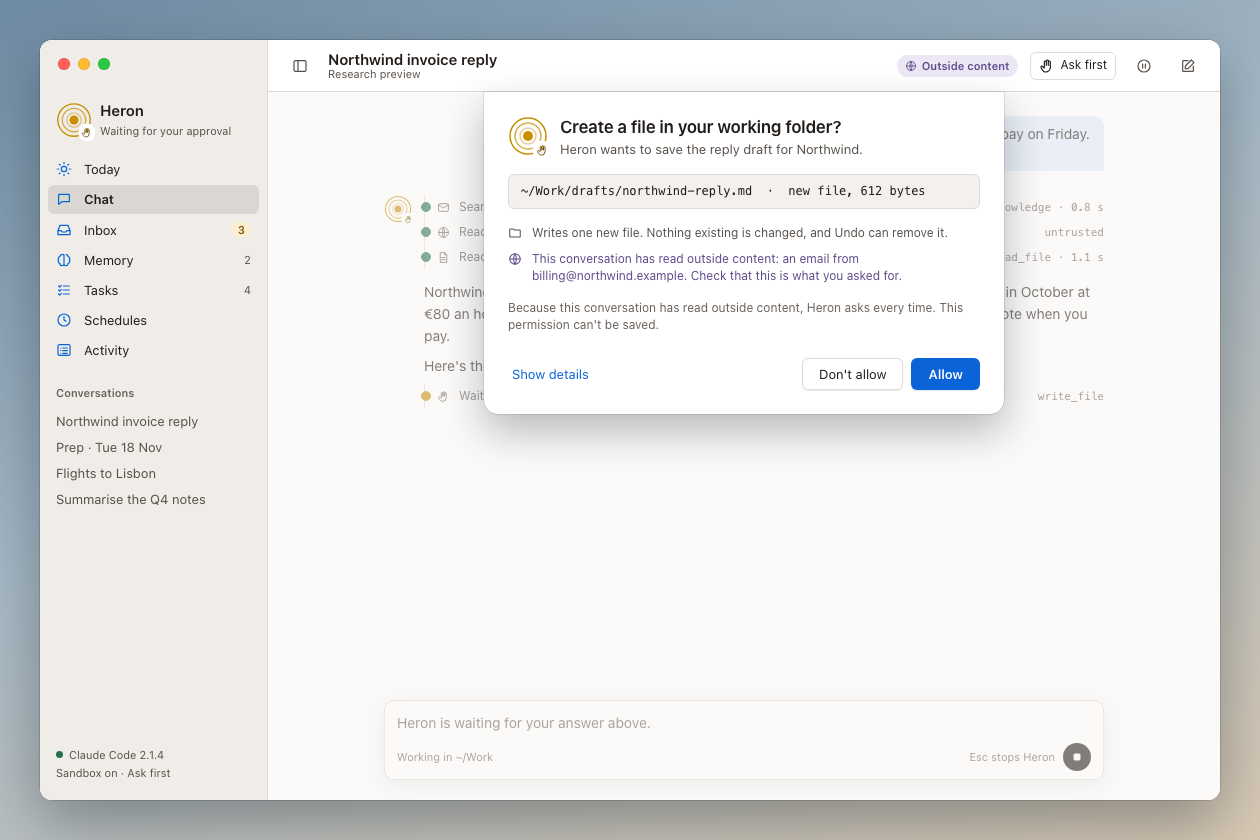 Heron
Waiting for your approval
Today
Chat
Inbox 3
Memory 2
Tasks 4
Schedules
Activity
Conversations
Northwind invoice reply
Prep · Tue 18 Nov
Flights to Lisbon
Summarise the Q4 notes
Claude Code 2.1.4
Sandbox on · Ask first
Northwind invoice reply
Research preview
Outside content
Ask first
Create a file in your working folder?
Heron wants to save the reply draft for Northwind.
~/Work/drafts/northwind-reply.md · new file, 612 bytes
Writes one new file. Nothing existing is changed, and Undo can remove it.
This conversation has read outside content: an email from
billing@northwind.example. Check that this is what you asked for.
Because this conversation has read outside content, Heron asks every time. This
permission can't be saved.
Show details
Don't allow
Allow
pay on Friday.
· 0.8 s
untrusted
· 1.1 s
in October at
€80 an
when you
pay.
Here's
write_file
Heron is waiting for your answer above.
Working in ~/Work
Esc stops Heron